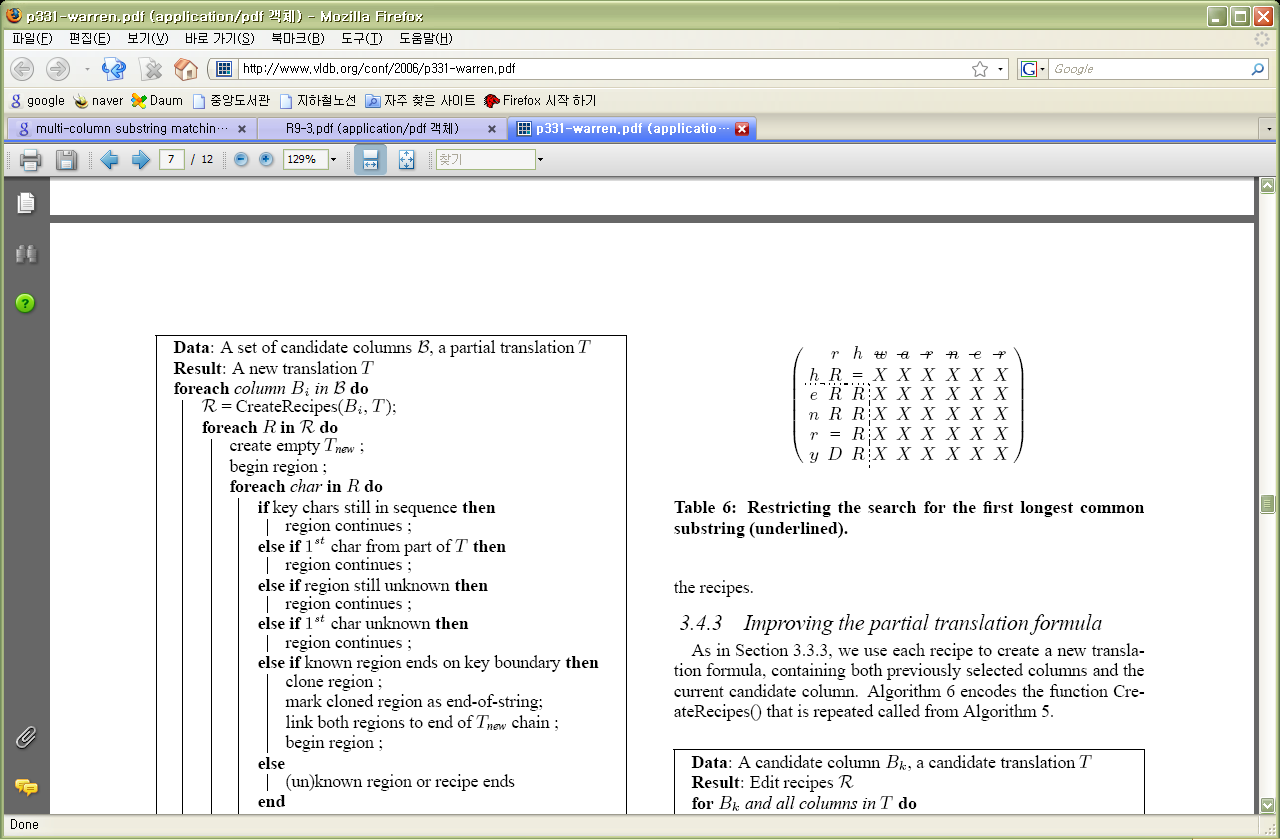 p331-warren.pdf (application/pdf 객체) - Mozilla Firefox
파일(F) 편집(E) 보기(V) 바로 가기(S) 북마크(B) 도구(T) 도움말(H)
http://www.vldb.org/conf/2006/p331-warren.pdf
G Google
google naver Daum 중앙도서관 지하철노선 자주 찾은 사이트 Firefox 시작 하기
multi-column substring matchin…
R9-3.pdf (application/pdf 객체)
p331-warren.pdf (applicatio…
7 / 12 129% 찾기
Data: A set of candidate columns ℬ, a partial translation T
Result: A new translation T
foreach column Bᵢ in ℬ do
ℛ = CreateRecipes(Bᵢ, T);
foreach R in ℛ do
create empty Tnew ;
begin region ;
foreach char in R do
if key chars still in sequence then
region continues ;
else if 1st char from part of T then
region continues ;
else if region still unknown then
region continues ;
else if 1st char unknown then
region continues ;
else if known region ends on key boundary then
clone region ;
mark cloned region as end-of-string;
link both regions to end of Tnew chain ;
begin region ;
else
(un)known region or recipe ends
end
r h w a r n e r
h R = X X X X X X
e R R X X X X X X
n R R X X X X X X
r = R X X X X X X
y D R X X X X X X
Table 6: Restricting the search for the first longest common
substring (underlined).
the recipes.
3.4.3 Improving the partial translation formula
As in Section 3.3.3, we use each recipe to create a new transla-
tion formula, containing both previously selected columns and the
current candidate column. Algorithm 6 encodes the function Cre-
ateRecipes() that is repeated called from Algorithm 5.
Data: A candidate column Bk, a candidate translation T
Result: Edit recipes ℛ
for Bk and all columns in T do
Done